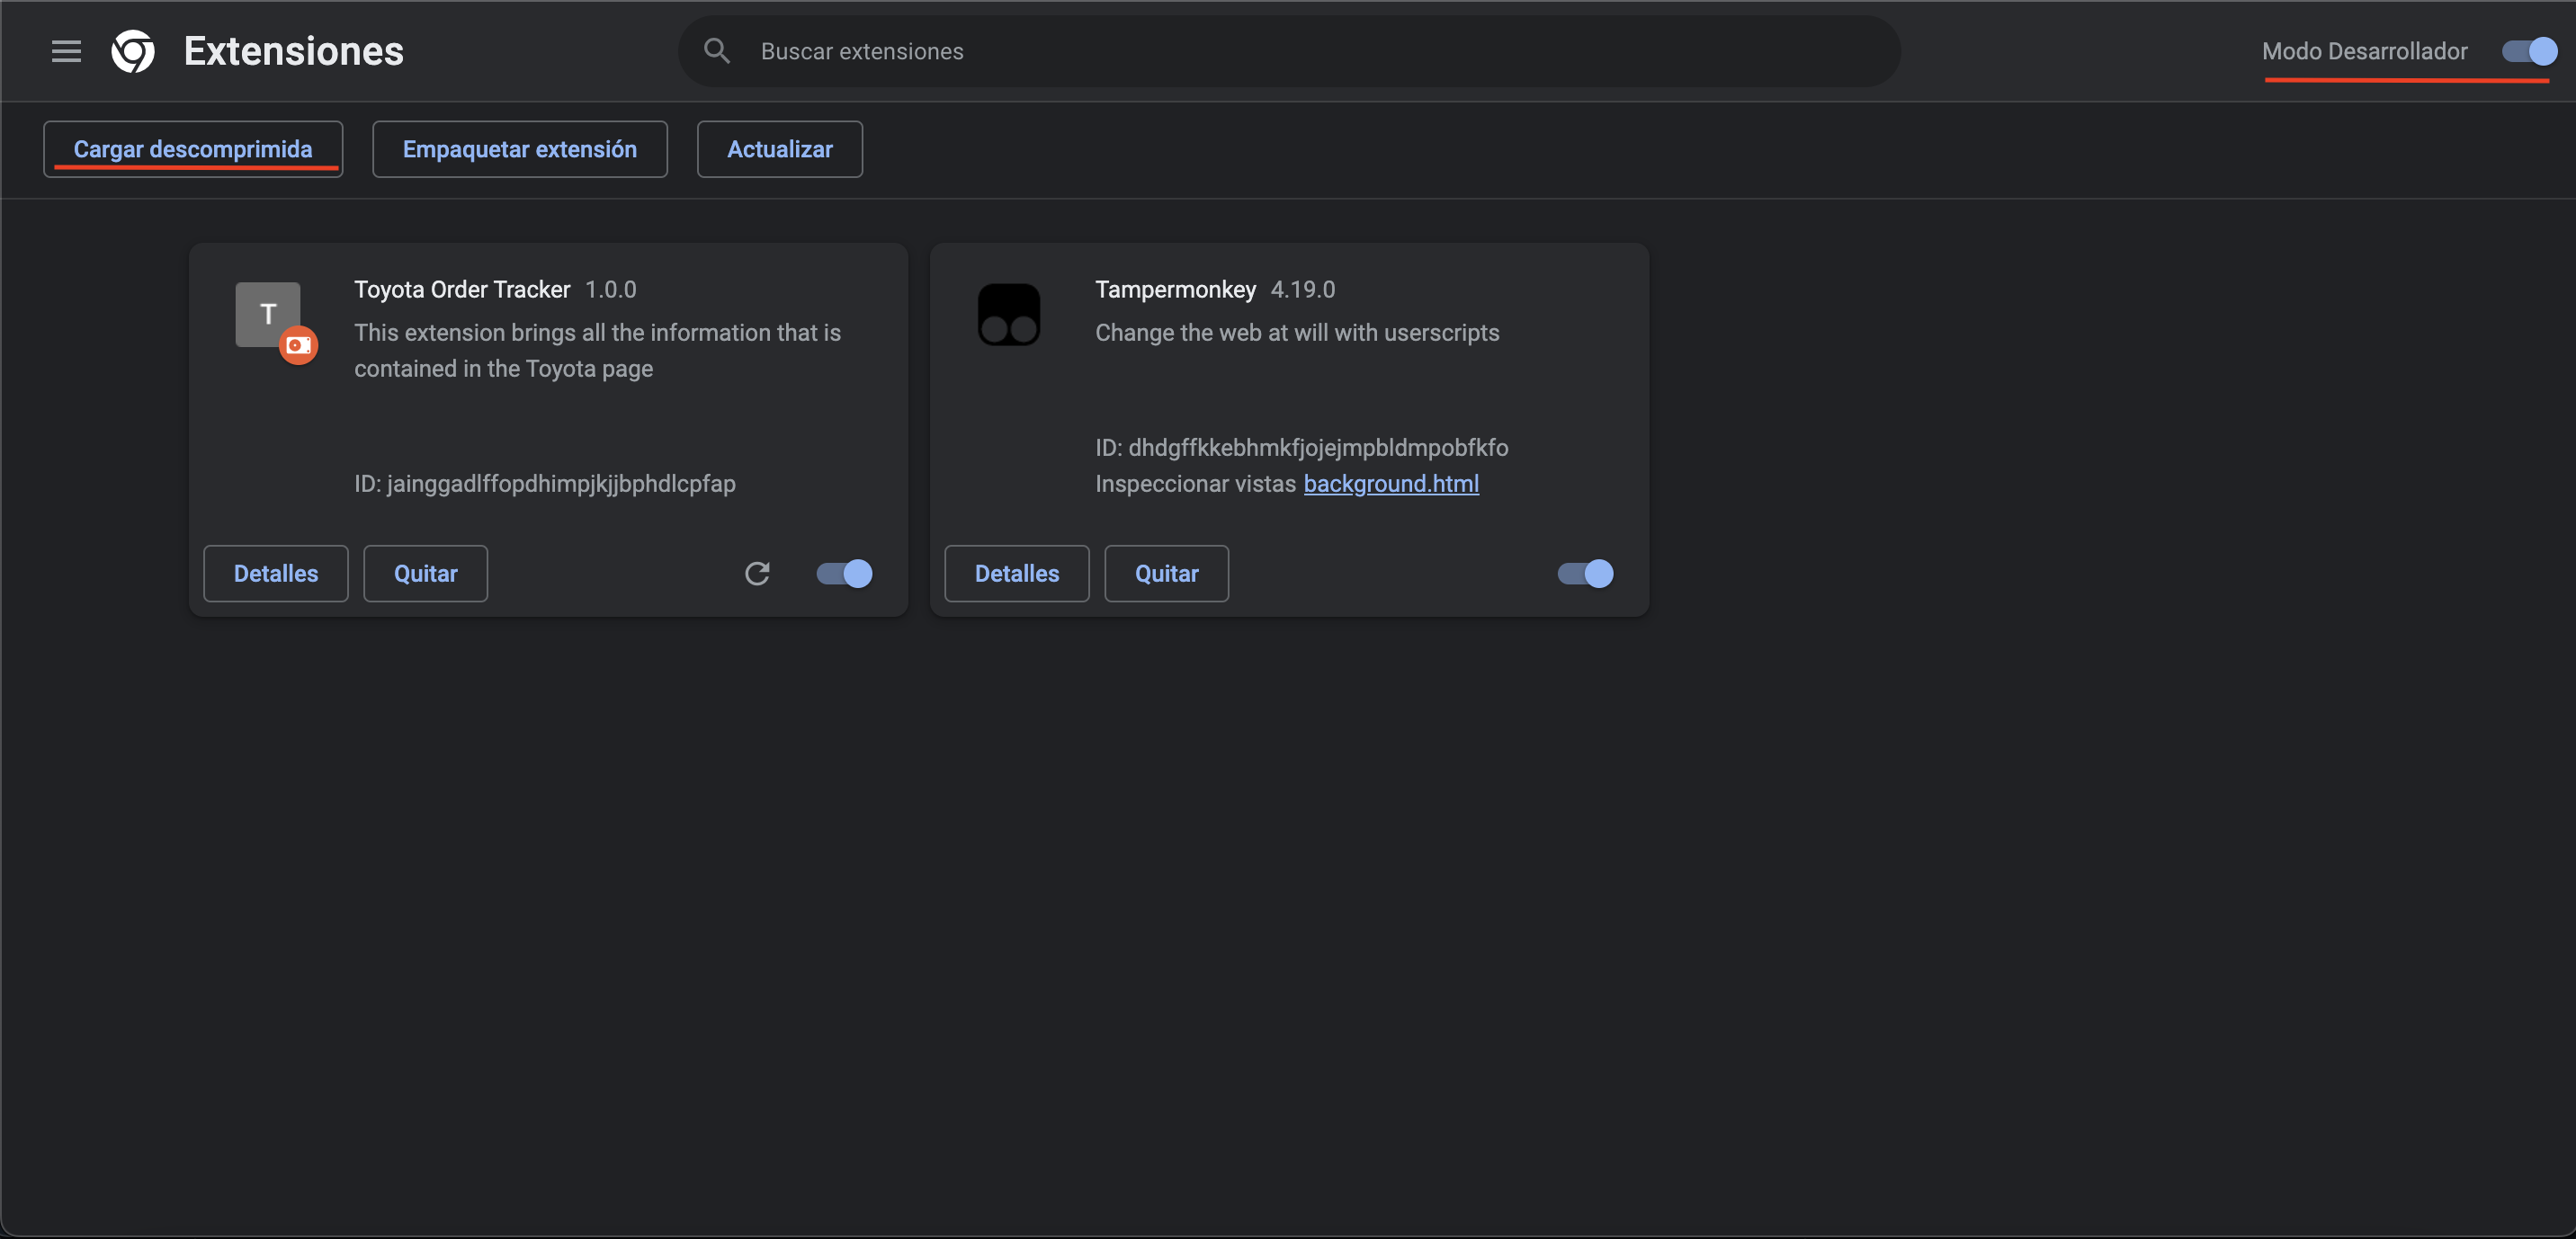 Extensiones
Buscar extensiones
Modo Desarrollador
Cargar descomprimida
Empaquetar extensión
Actualizar
T
Toyota Order Tracker 1.0.0
This extension brings all the information that is
contained in the Toyota page
ID: jainggadlffopdhimpjkjjbphdlcpfap
Detalles
Quitar
Tampermonkey 4.19.0
Change the web at will with userscripts
ID: dhdgffkkebhmkfjojejmpbldmpobfkfo
Inspeccionar vistas background.html
Detalles
Quitar